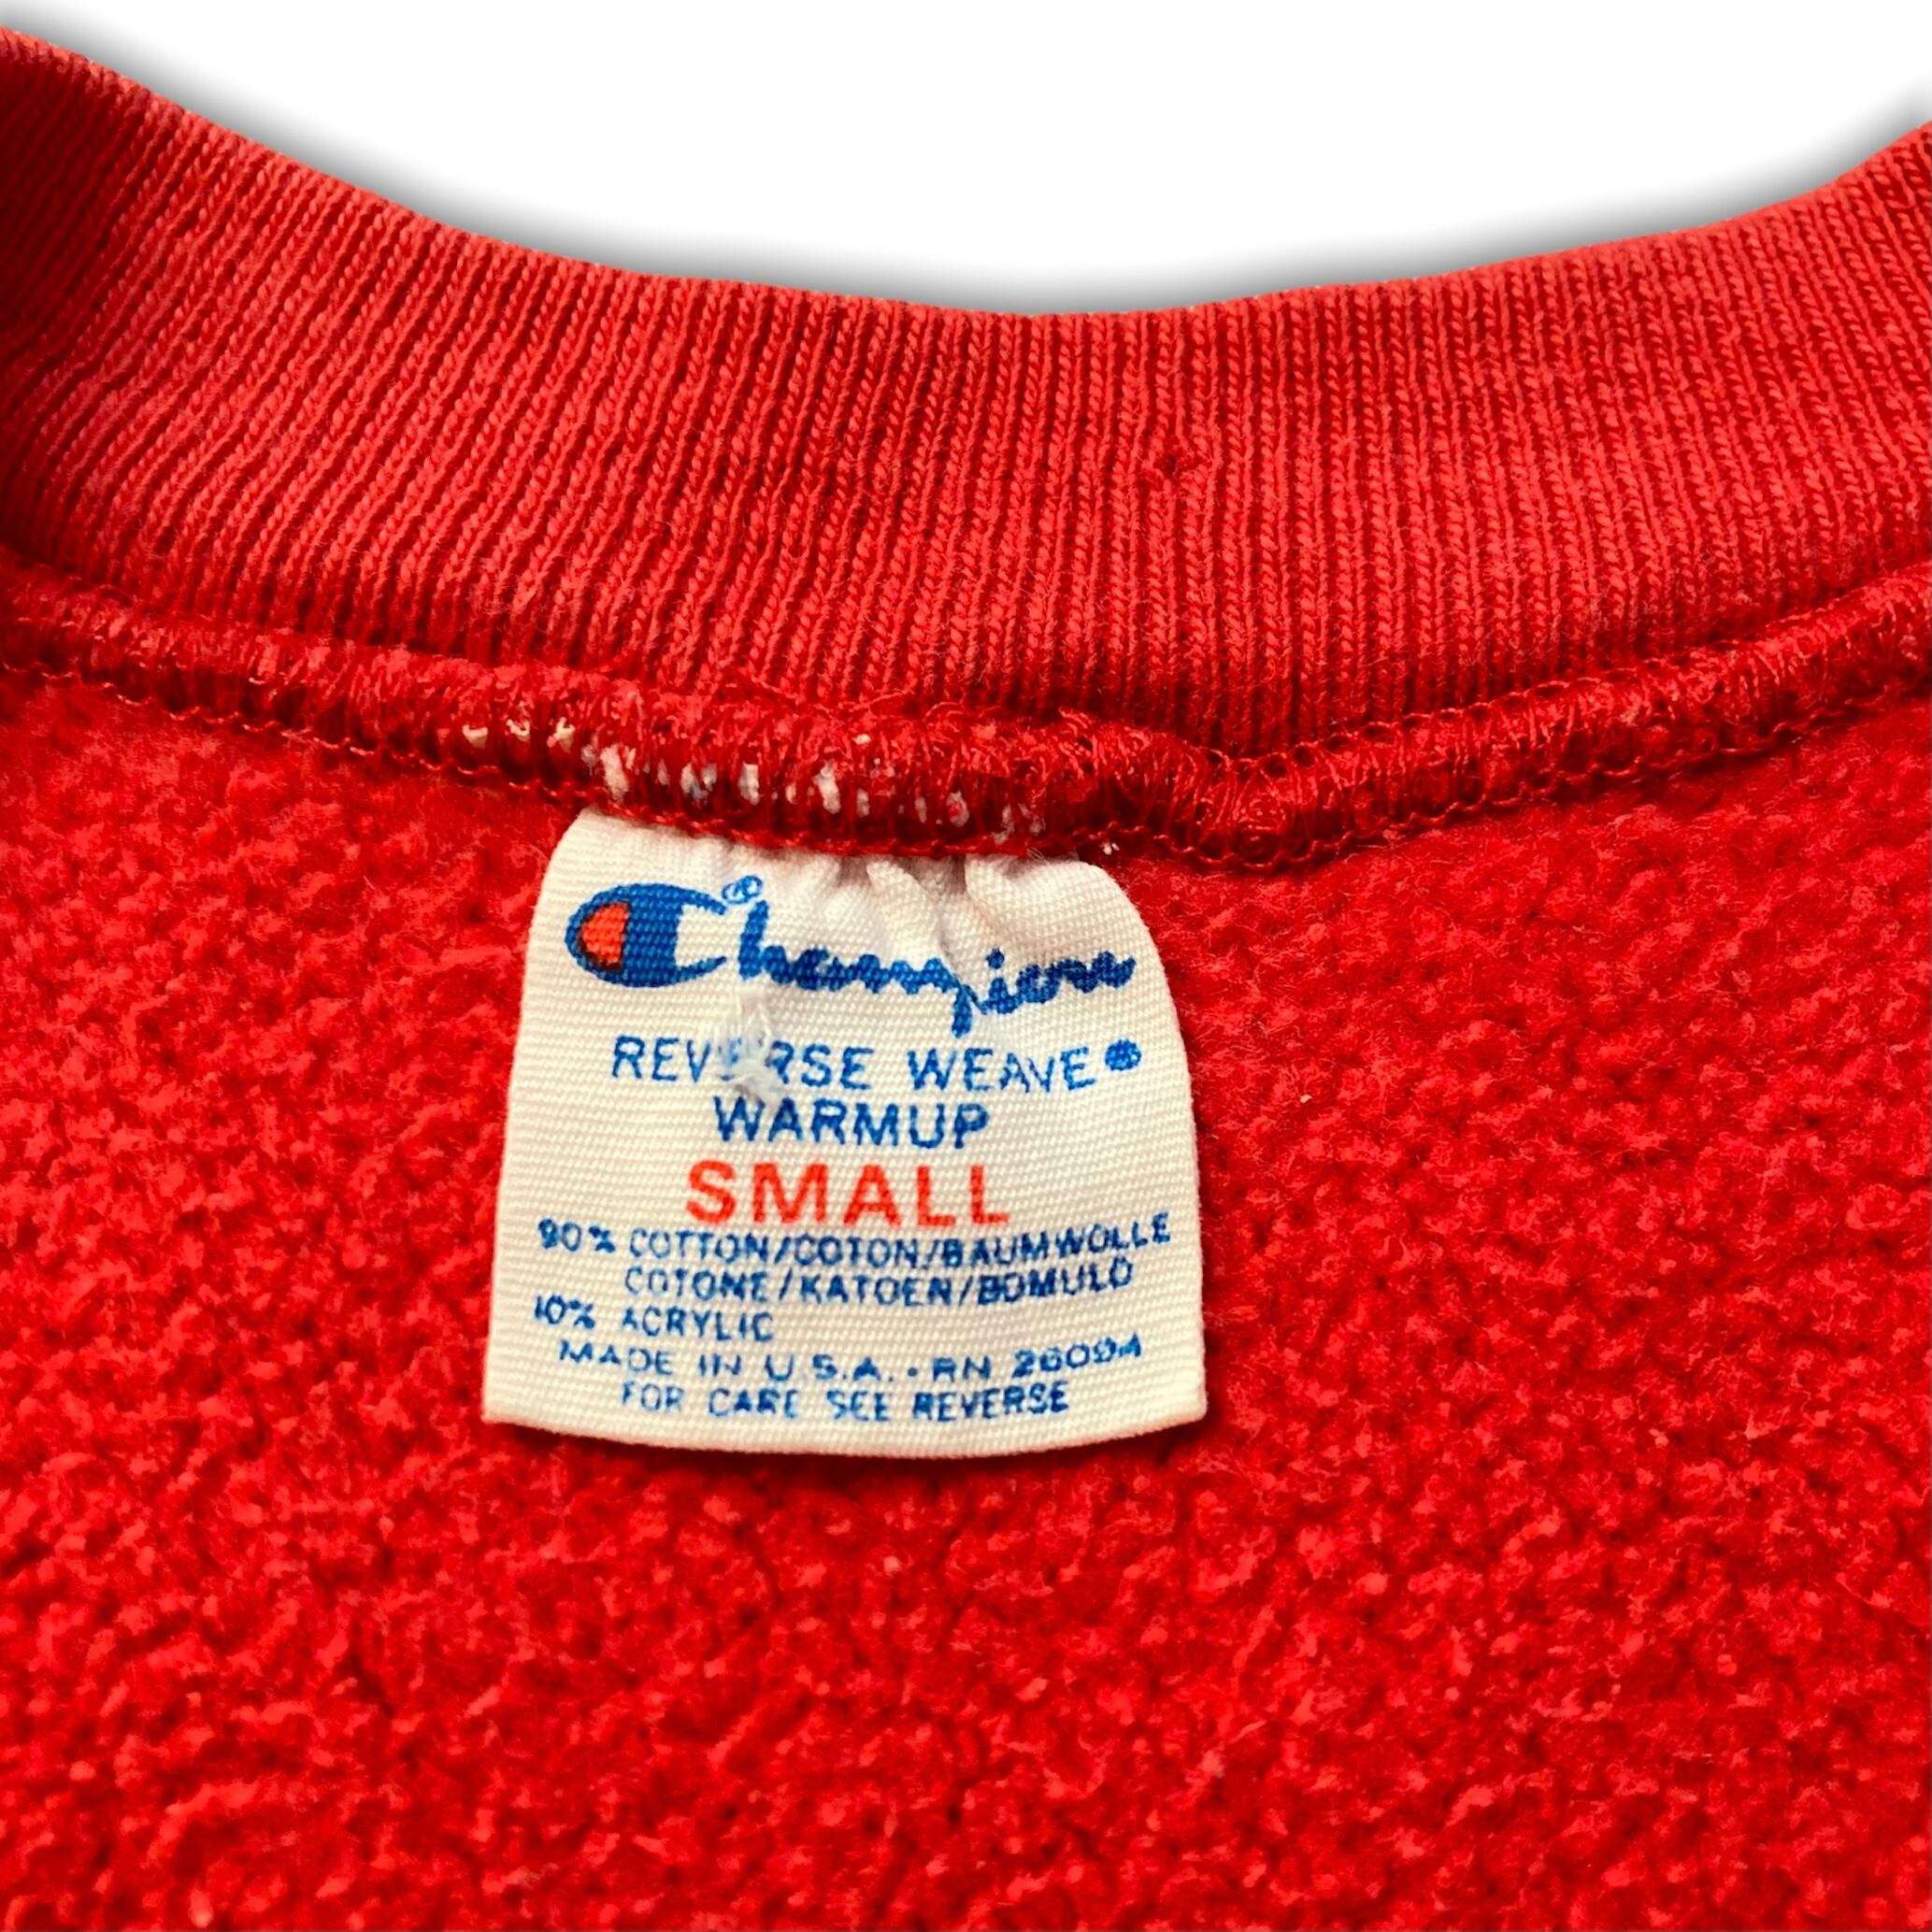 Champion®
REVERSE WEAVE®
WARMUP
SMALL
90% COTTON/COTON/BAUMWOLLE
COTONE/KATOEN/BOMULD
10% ACRYLIC
MADE IN U.S.A. • RN 26094
FOR CARE SEE REVERSE